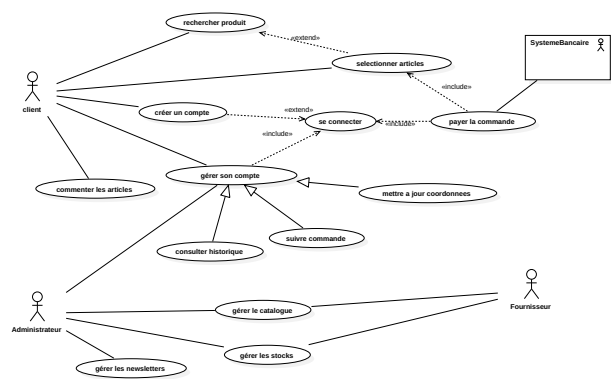 rechercher produit
«extend»
SystemeBancaire
selectionner articles
client
«include»
créer un compte
«extend»
se connecter
«include»
payer la commande
«include»
gérer son compte
commenter les articles
mettre a jour coordonnees
suivre commande
consulter historique
gérer le catalogue
Fournisseur
Administrateur
gérer les stocks
gérer les newsletters